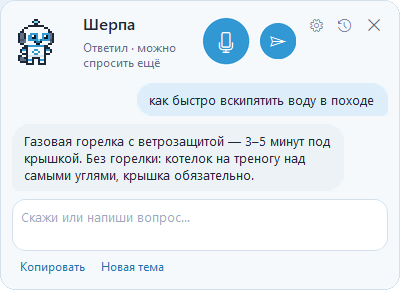 Шерпа
Ответил · можно
спросить ещё
как быстро вскипятить воду в походе
Газовая горелка с ветрозащитой — 3–5 минут под
крышкой. Без горелки: котелок на треногу над
самыми углями, крышка обязательно.
Скажи или напиши вопрос...
Копировать
Новая тема